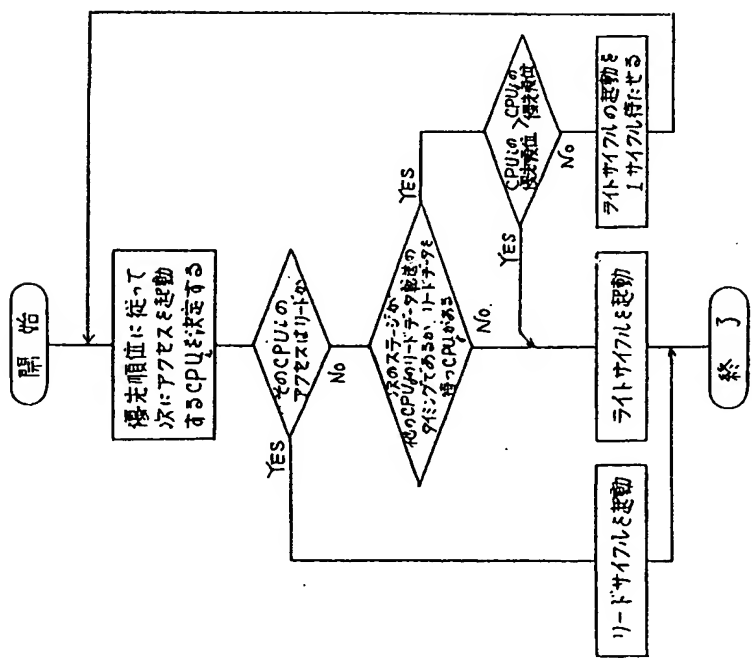 開始
優先順位に従って
次にアクセスを起動
するCPUiを決定する
そのCPUiの
アクセスはリードか
YES
NO
次のステージが
他のCPUjのリードデータ転送の
タイミングであるか、リードデータを
待つCPUがある
YES
NO
CPUiの
優先順位
>
CPUjの
優先順位
YES
NO
ライトサイクルの起動を
1サイクル待たせる
リードサイクルを起動
ライトサイクルを起動
終了